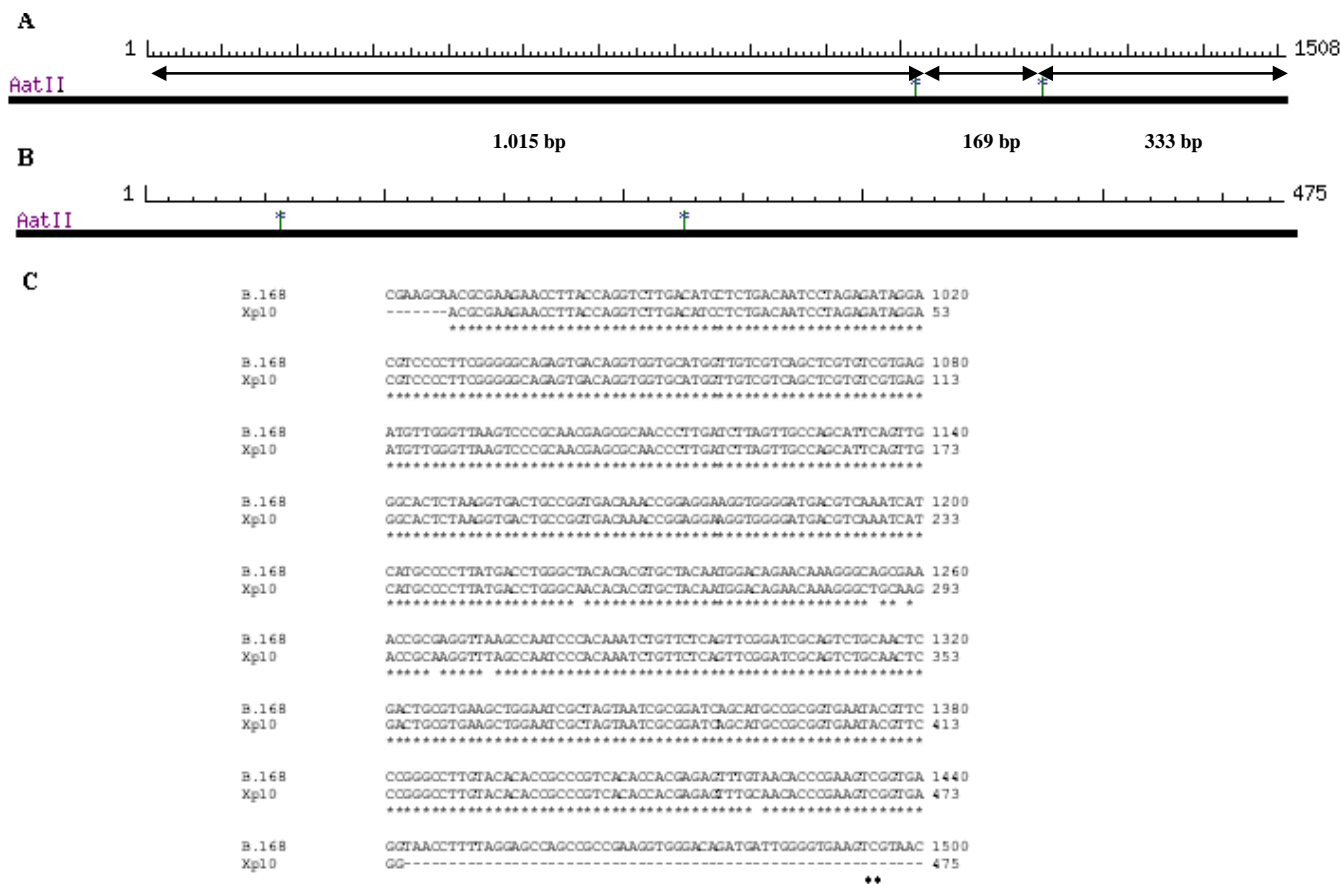 A
1 1508
AatII
1.015 bp 169 bp 333 bp
B
1 475
AatII
C
B.168 CGAAGCAACGCGAAGAACCTTACCAGGTCTTGACATCCTCTGACAATCCTAGAGATAGGA 1020
Xp10 -------ACGCGAAGAACCTTACCAGGTCTTGACATCCTCTGACAATCCTAGAGATAGGA 53
*****************************************************
B.168 CGTCCCCTTCGGGGGCAGAGTGACAGGTGGTGCATGGTTGTCGTCAGCTCGTGTCGTGAG 1080
Xp10 CGTCCCCTTCGGGGGCAGAGTGACAGGTGGTGCATGGTTGTCGTCAGCTCGTGTCGTGAG 113
************************************************************
B.168 ATGTTGGGTTAAGTCCCGCAACGAGCGCAACCCTTGATCTTAGTTGCCAGCATTCAGTTG 1140
Xp10 ATGTTGGGTTAAGTCCCGCAACGAGCGCAACCCTTGATCTTAGTTGCCAGCATTCAGTTG 173
************************************************************
B.168 GGCACTCTAAGGTGACTGCCGGTGACAAACCGGAGGAAGGTGGGGATGACGTCAAATCAT 1200
Xp10 GGCACTCTAAGGTGACTGCCGGTGACAAACCGGAGGAAGGTGGGGATGACGTCAAATCAT 233
************************************************************
B.168 CATGCCCCTTATGACCTGGGCTACACACGTGCTACAATGGACAGAACAAAGGGCAGCGAA 1260
Xp10 CATGCCCCTTATGACCTGGGCAACACACGTGCTACAATGGACAGAACAAAGGGCTGCAAG 293
********************* ******************************** ** *
B.168 ACCGCGAGGTTAAGCCAATCCCACAAATCTGTTCTCAGTTCGGATCGCAGTCTGCAACTC 1320
Xp10 ACCGCAAGGTTTAGCCAATCCCACAAATCTGTTCTCAGTTCGGATCGCAGTCTGCAACTC 353
***** ***** ************************************************
B.168 GACTGCGTGAAGCTGGAATCGCTAGTAATCGCGGATCAGCATGCCGCGGTGAATACGTTC 1380
Xp10 GACTGCGTGAAGCTGGAATCGCTAGTAATCGCGGATCAGCATGCCGCGGTGAATACGTTC 413
************************************************************
B.168 CCGGGCCTTGTACACACCGCCCGTCACACCACGAGAGTTTGTAACACCCGAAGTCGGTGA 1440
Xp10 CCGGGCCTTGTACACACCGCCCGTCACACCACGAGAGTTTGCAACACCCGAAGTCGGTGA 473
***************************************** ******************
B.168 GGTAACCTTTTAGGAGCCAGCCGCCGAAGGTGGGACAGATGATTGGGGTGAAGTCGTAAC 1500
Xp10 GG---------------------------------------------------------- 475
**